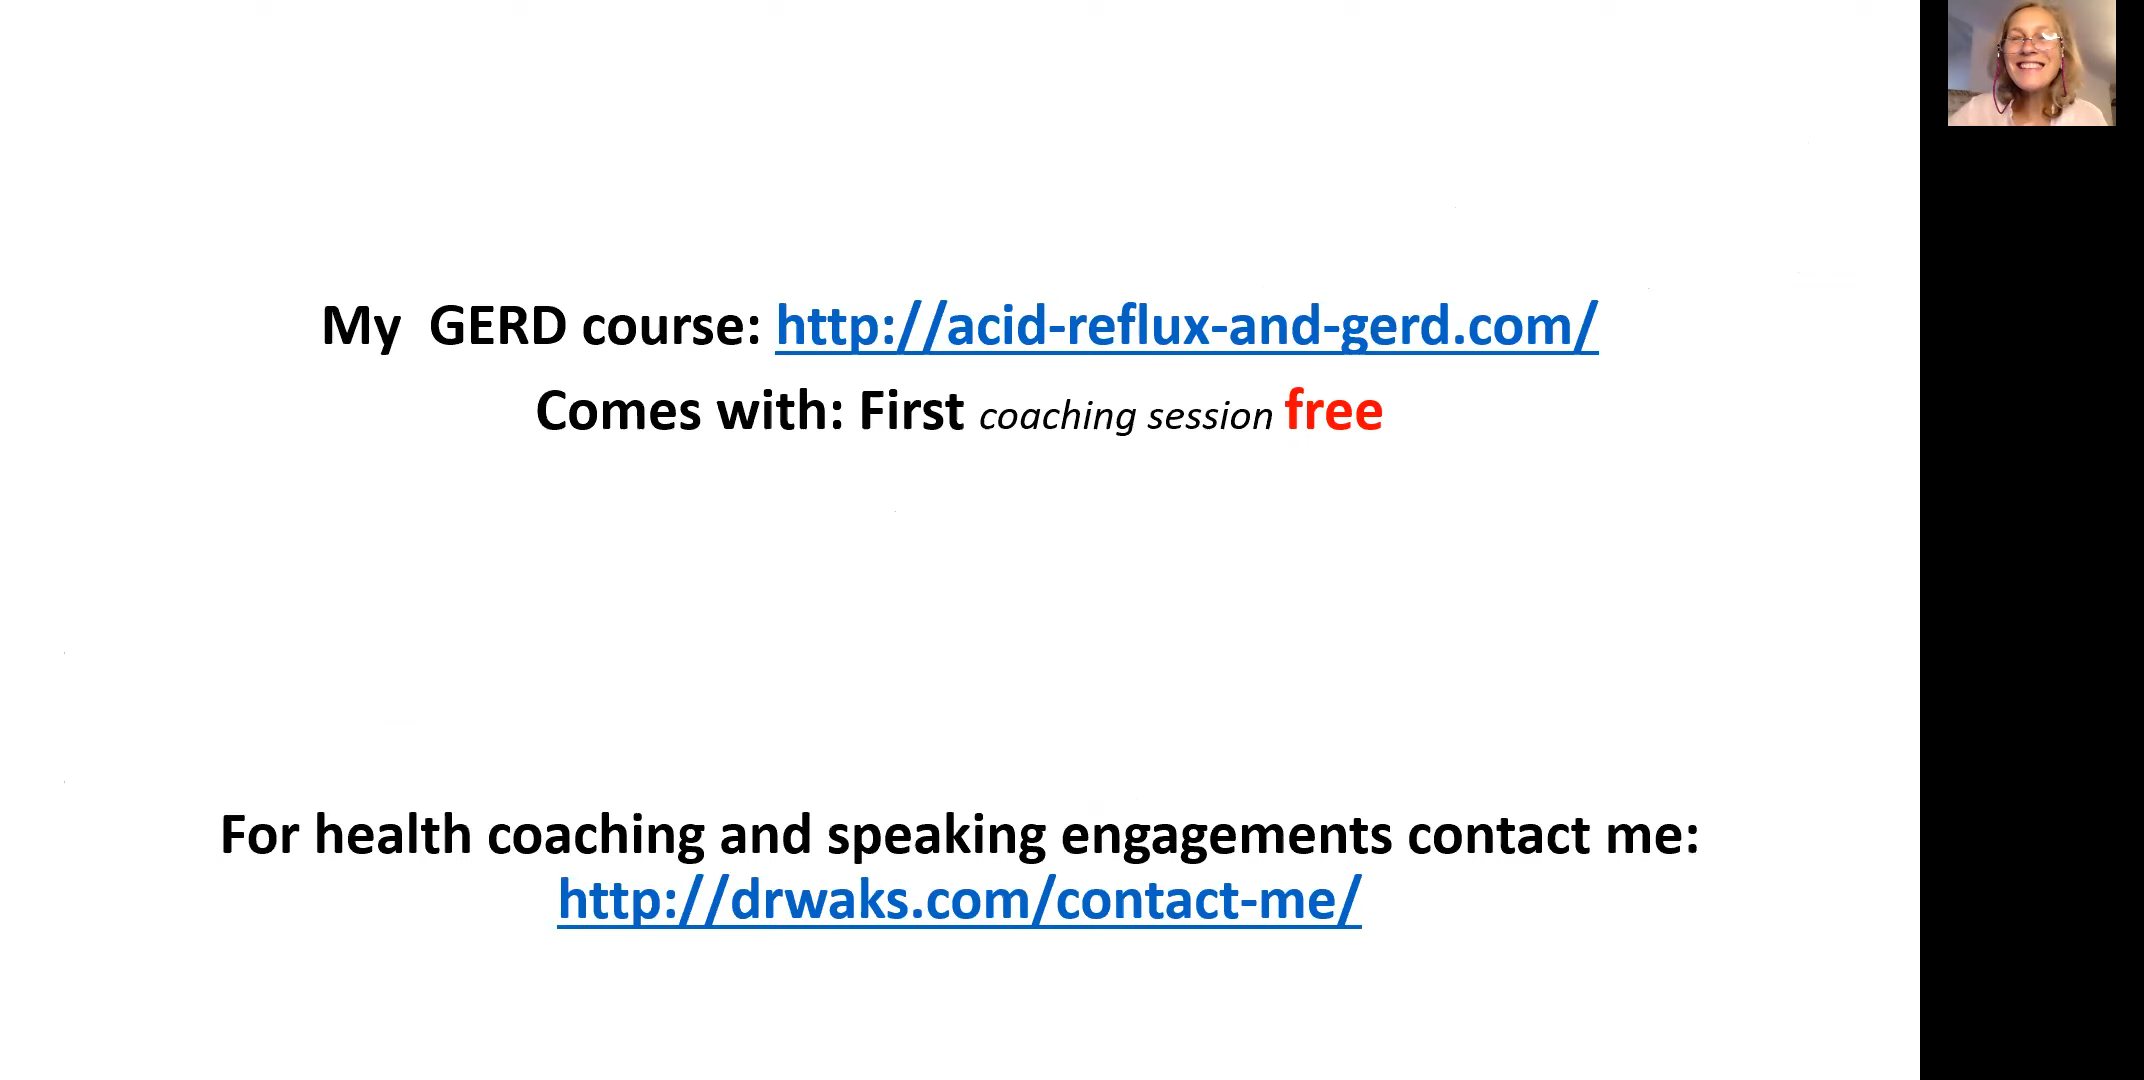 My  GERD course: http://acid-reflux-and-gerd.com/
Comes with: First coaching session free
For health coaching and speaking engagements contact me:
http://drwaks.com/contact-me/